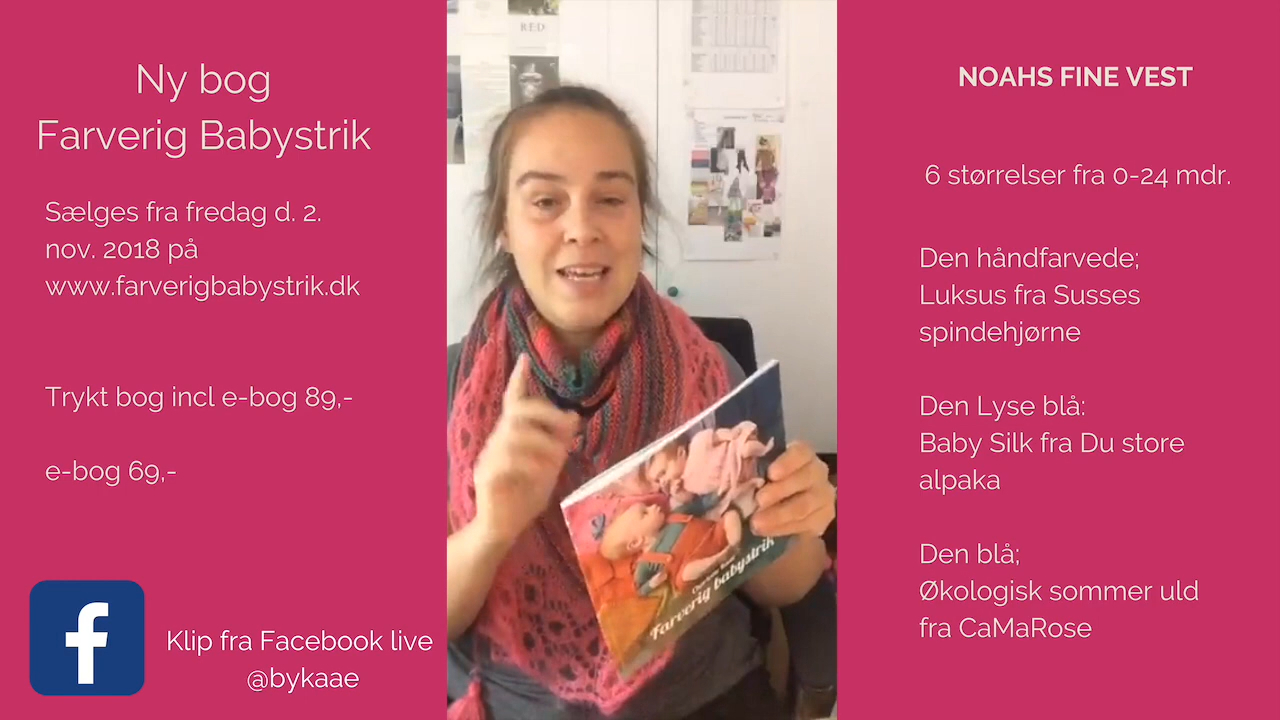 Ny bog
Farverig Babystrik
Sælges fra fredag d. 2.
nov. 2018 på
www.farverigbabystrik.dk
Trykt bog incl e-bog 89,-
e-bog 69,-
Klip fra Facebook live
@bykaae
RED
Farverig babystrik
NOAHS FINE VEST
6 størrelser fra 0-24 mdr.
Den håndfarvede;
Luksus fra Susses
spindehjørne
Den Lyse blå:
Baby Silk fra Du store
alpaka
Den blå;
Økologisk sommer uld
fra CaMaRose